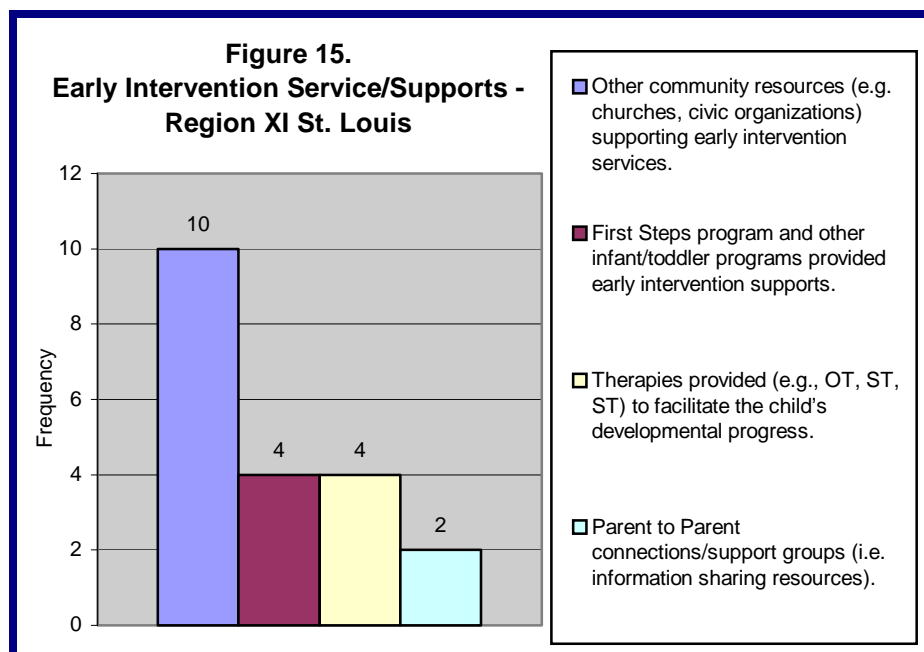 Figure 15.
Early Intervention Service/Supports -
Region XI St. Louis
12
10
8
6
4
2
0
Frequency
10
4
4
2
Other community resources (e.g.
churches, civic organizations)
supporting early intervention
services.
First Steps program and other
infant/toddler programs provided
early intervention supports.
Therapies provided (e.g., OT, ST,
ST) to facilitate the child’s
developmental progress.
Parent to Parent
connections/support groups (i.e.
information sharing resources).